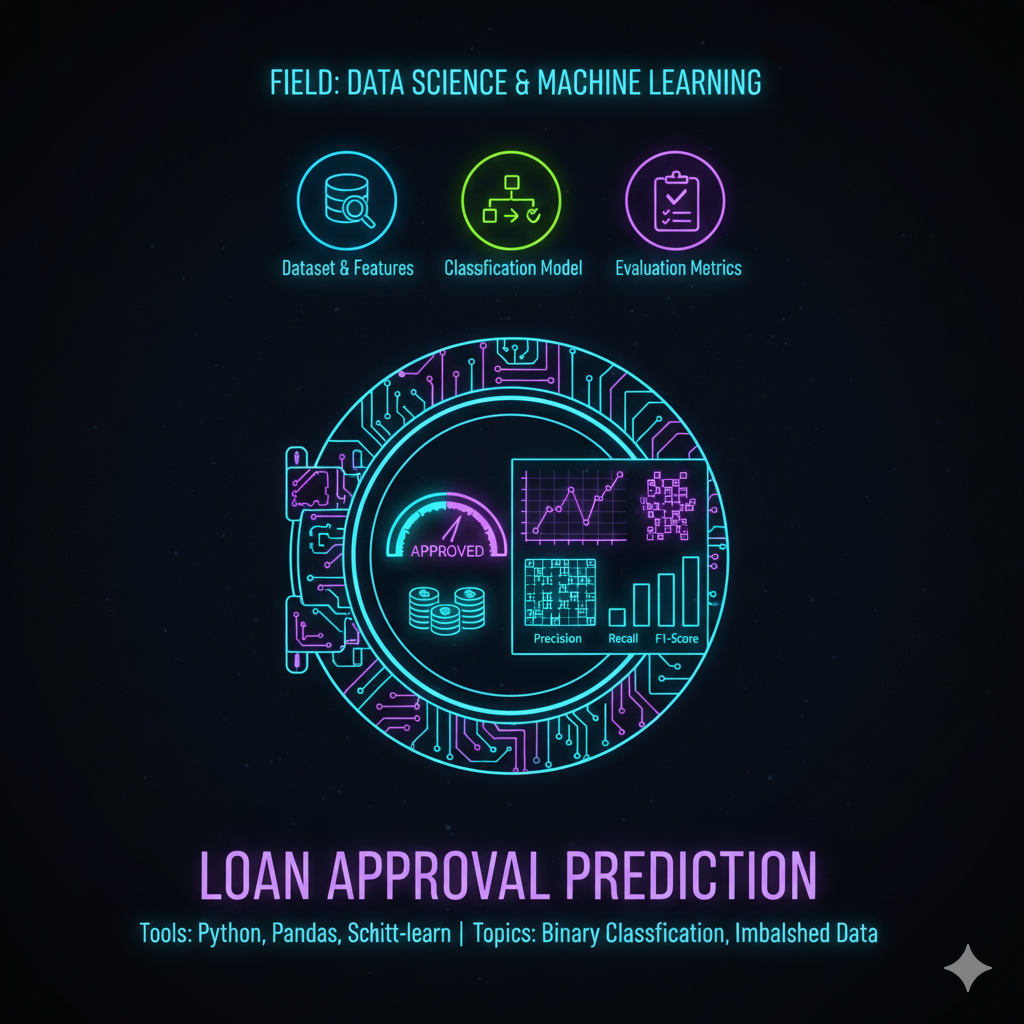 FIELD: DATA SCIENCE & MACHINE LEARNING
Dataset & Features
Classfication Model
Evaluation Metrics
APPROVED
Precision
Recall
F1-Score
LOAN APPROVAL PREDICTION
Tools: Python, Pandas, Schitt-learn | Topics: Binary Classfication, Imbalshed Data